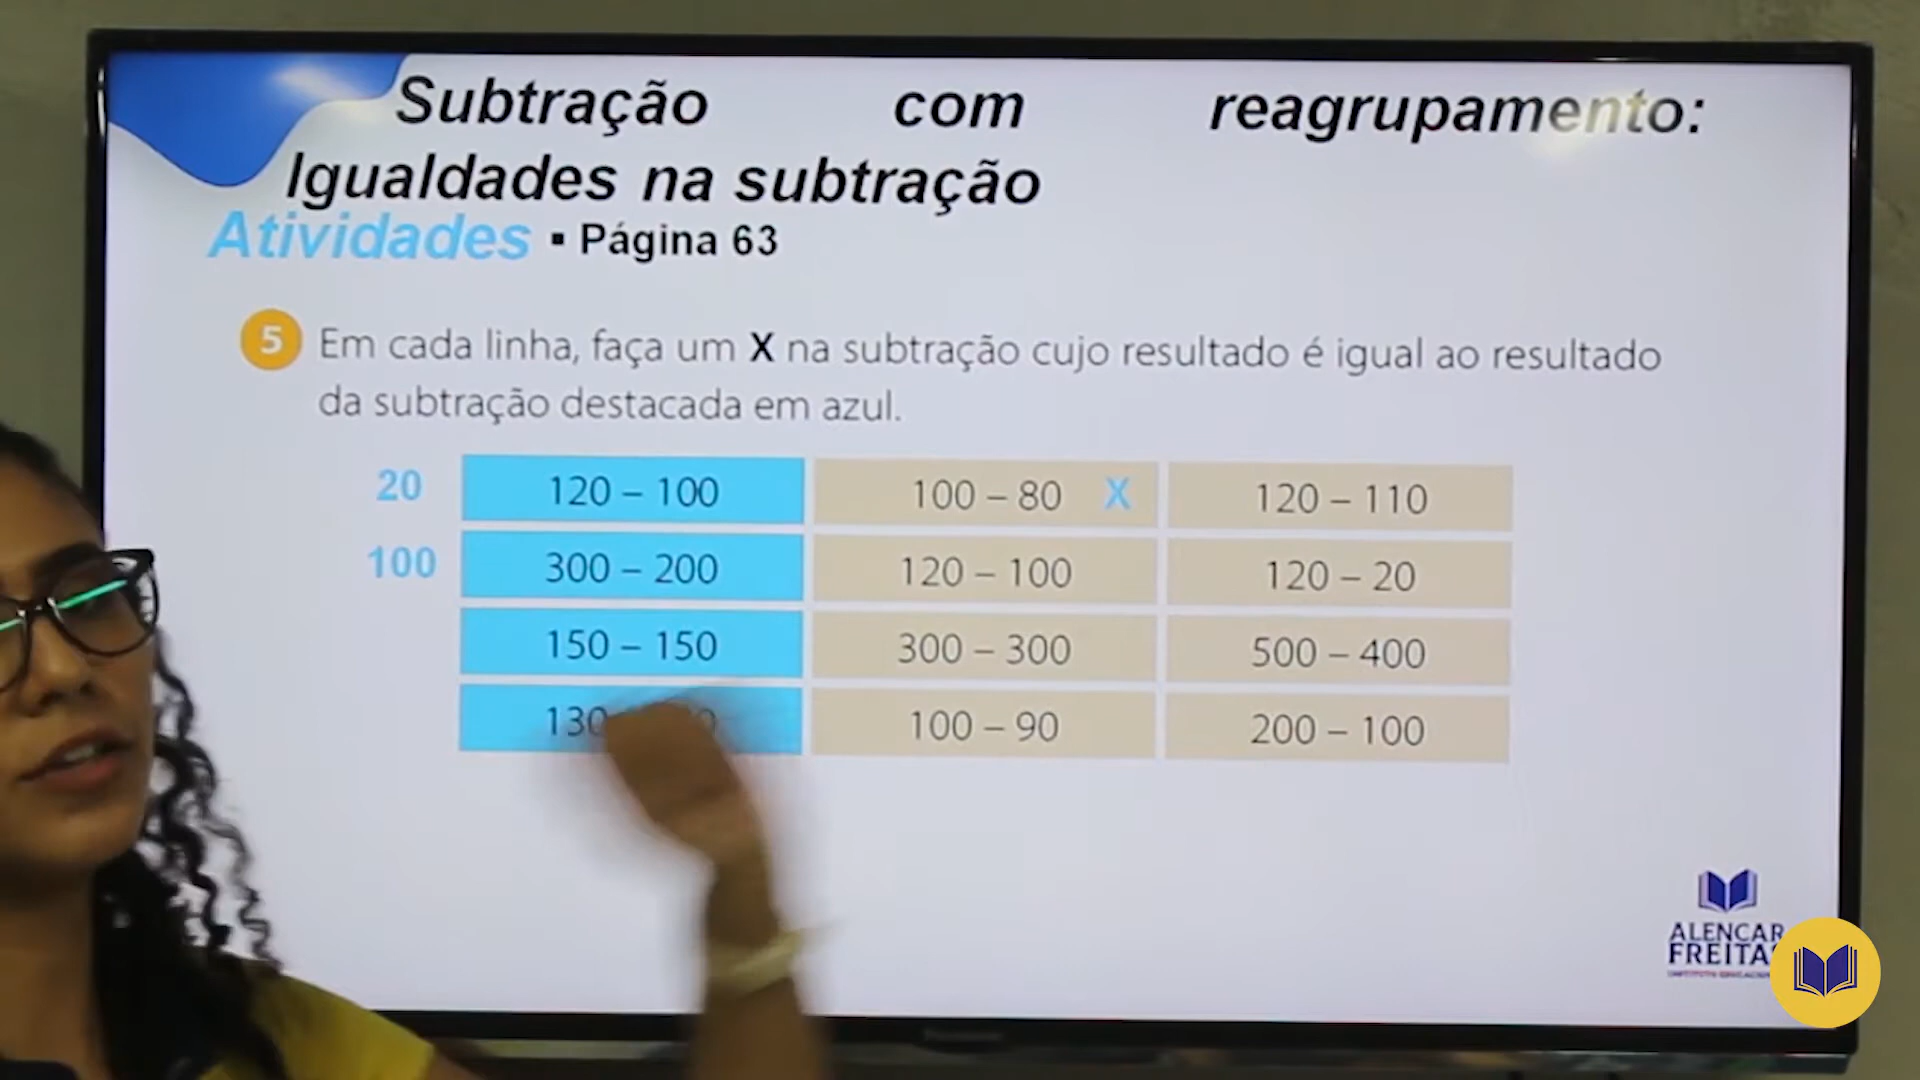 Subtração com reagrupamento:
Igualdades na subtração
Atividades ▪ Página 63
5 Em cada linha, faça um X na subtração cujo resultado é igual ao resultado
da subtração destacada em azul.
20 120 – 100 100 – 80 X 120 – 110
100 300 – 200 120 – 100 120 – 20
150 – 150 300 – 300 500 – 400
100 – 90 200 – 100
ALENCAR